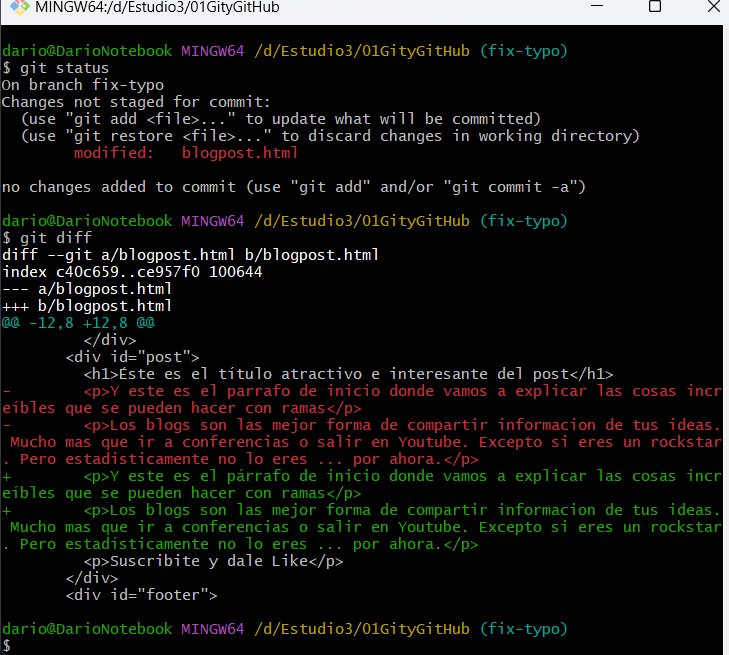 MINGW64:/d/Estudio3/01GityGitHub
dario@DarioNotebook MINGW64 /d/Estudio3/01GityGitHub (fix-typo)
$ git status
On branch fix-typo
Changes not staged for commit:
  (use "git add <file>..." to update what will be committed)
  (use "git restore <file>..." to discard changes in working directory)
        modified:   blogpost.html
no changes added to commit (use "git add" and/or "git commit -a")
dario@DarioNotebook MINGW64 /d/Estudio3/01GityGitHub (fix-typo)
$ git diff
diff --git a/blogpost.html b/blogpost.html
index c40c659..ce957f0 100644
--- a/blogpost.html
+++ b/blogpost.html
@@ -12,8 +12,8 @@
         </div>
       <div id="post">
         <h1>Éste es el título atractivo e interesante del post</h1>
-        <p>Y este es el parrafo de inicio donde vamos a explicar las cosas incr
eíbles que se pueden hacer con ramas</p>
-        <p>Los blogs son las mejor forma de compartir informacion de tus ideas.
 Mucho mas que ir a conferencias o salir en Youtube. Excepto si eres un rockstar
. Pero estadisticamente no lo eres ... por ahora.</p>
+        <p>Y este es el párrafo de inicio donde vamos a explicar las cosas incr
eíbles que se pueden hacer con ramas</p>
+        <p>Los blogs son las mejor forma de compartir informacion de tus ideas.
 Mucho mas que ir a conferencias o salir en Youtube. Excepto si eres un rockstar
. Pero estadísticamente no lo eres ... por ahora.</p>
         <p>Suscribite y dale Like</p>
       </div>
       <div id="footer">
dario@DarioNotebook MINGW64 /d/Estudio3/01GityGitHub (fix-typo)
$